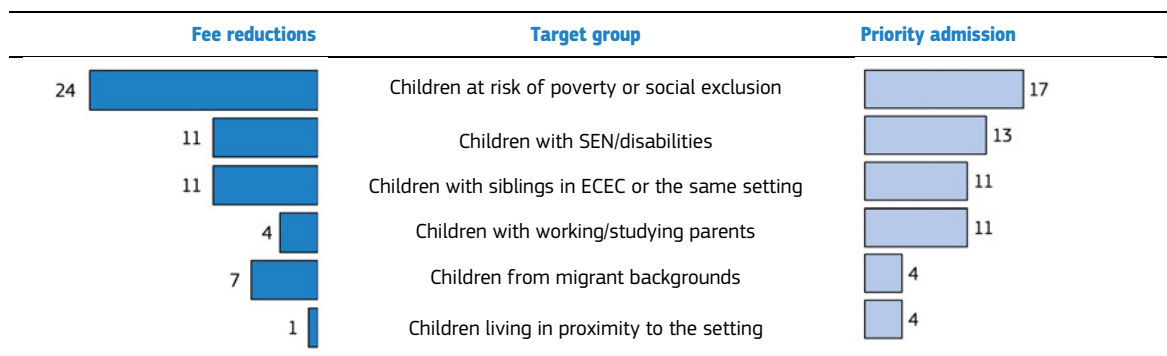 Fee reductions Target group Priority admission
24 Children at risk of poverty or social exclusion 17
11 Children with SEN/disabilities 13
11 Children with siblings in ECEC or the same setting 11
4 Children with working/studying parents 11
7 Children from migrant backgrounds 4
1 Children living in proximity to the setting 4